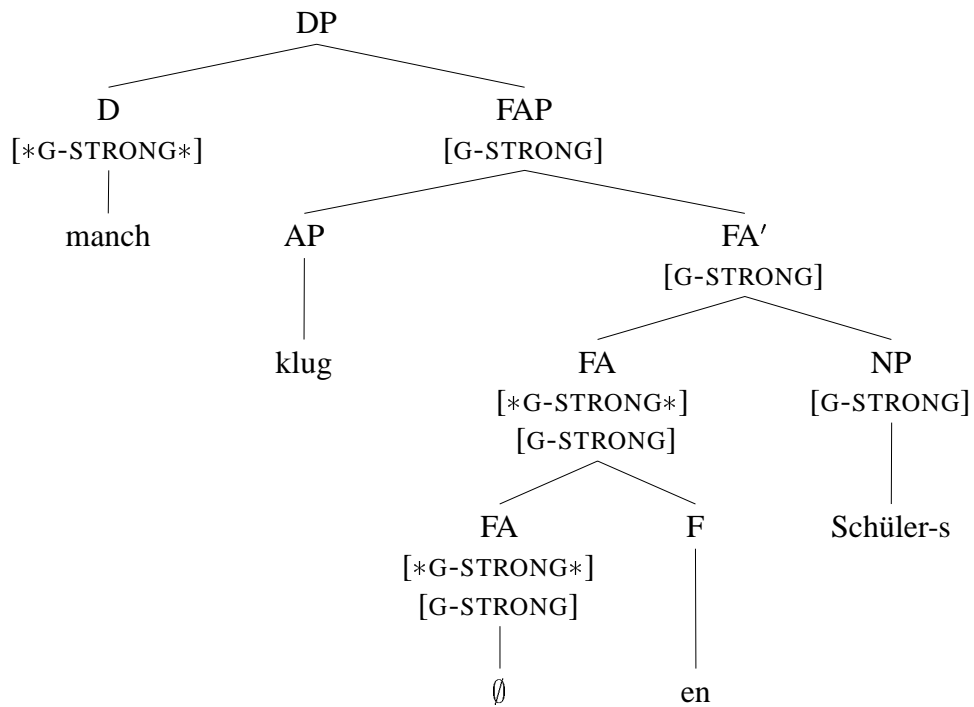 DP
D FAP
[∗G-STRONG∗] [G-STRONG]
manch AP FA′
[G-STRONG]
klug FA NP
[∗G-STRONG∗] [G-STRONG]
[G-STRONG]
FA F Schüler-s
[∗G-STRONG∗]
[G-STRONG]
∅ en